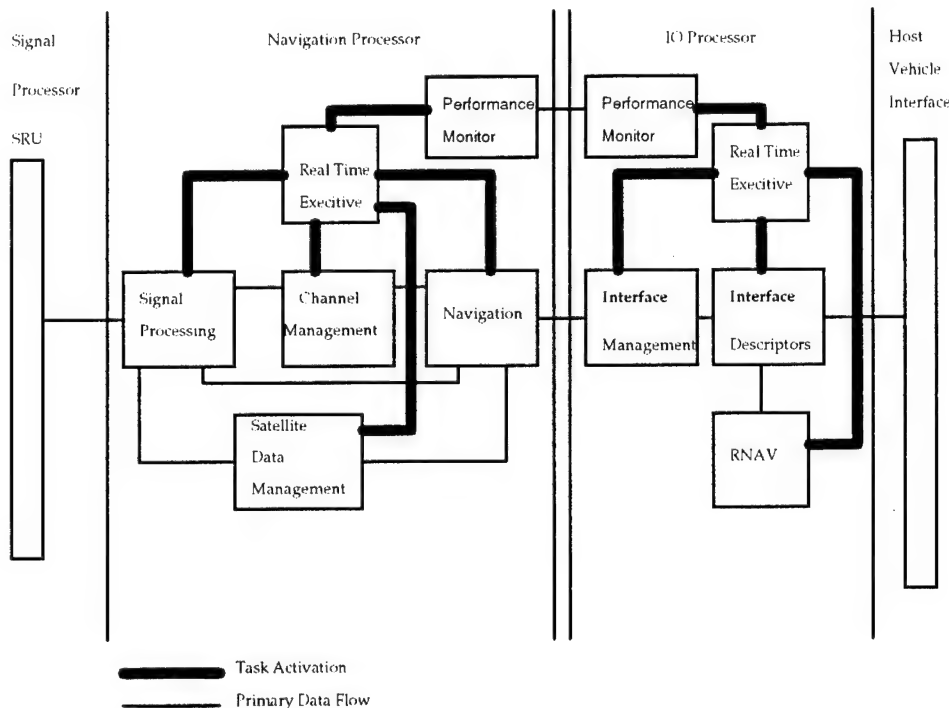 Signal
Processor
SRU
Navigation Processor
IO Processor
Host
Vehicle
Interface
Performance
Monitor
Performance
Monitor
Real Time
Execitive
Real Time
Execitive
Signal
Processing
Channel
Management
Navigation
Interface
Management
Interface
Descriptors
Satellite
Data
Management
RNAV
Task Activation
Primary Data Flow